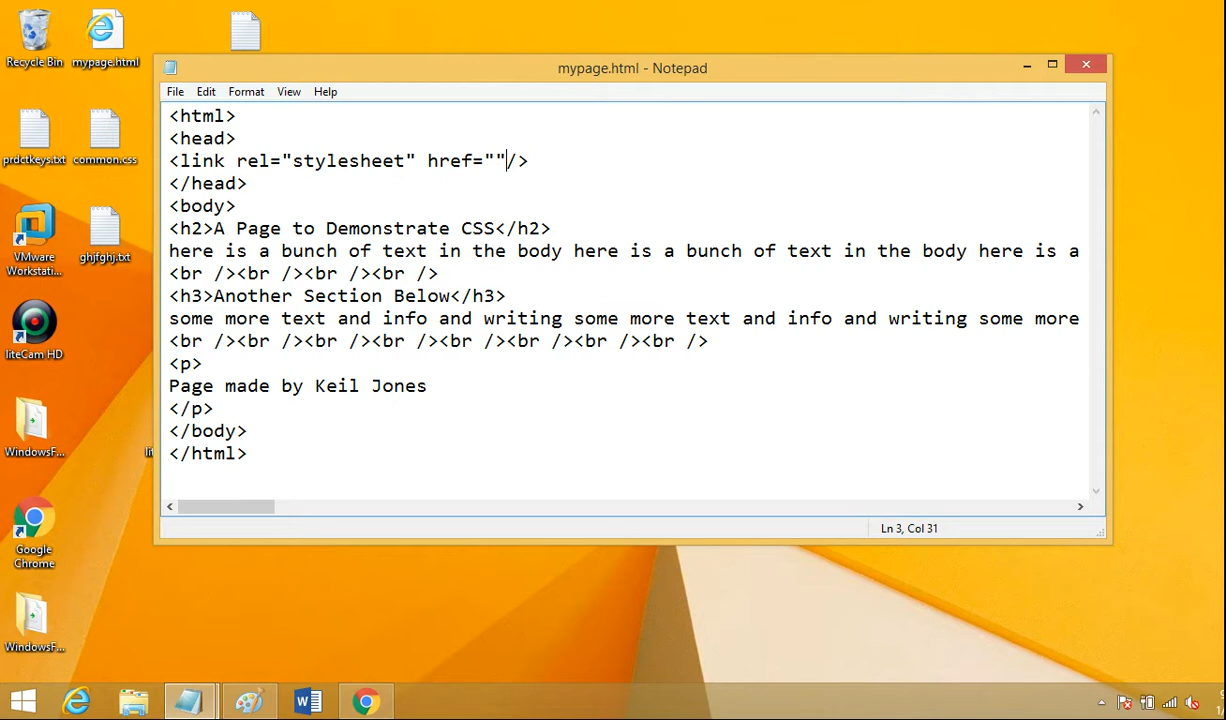 Recycle Bin
mypage.html
prdctkeys.txt
common.css
VMware
Workstati...
ghjfghj.txt
liteCam HD
WindowsF...
Google
Chrome
WindowsF...
mypage.html - Notepad
File Edit Format View Help
<html>
<head>
<link rel="stylesheet" href=""/>
</head>
<body>
<h2>A Page to Demonstrate CSS</h2>
here is a bunch of text in the body here is a bunch of text in the body here is a
<br /><br /><br /><br />
<h3>Another Section Below</h3>
some more text and info and writing some more text and info and writing some more
<br /><br /><br /><br /><br /><br /><br /><br />
<p>
Page made by Keil Jones
</p>
</body>
</html>
Ln 3, Col 31